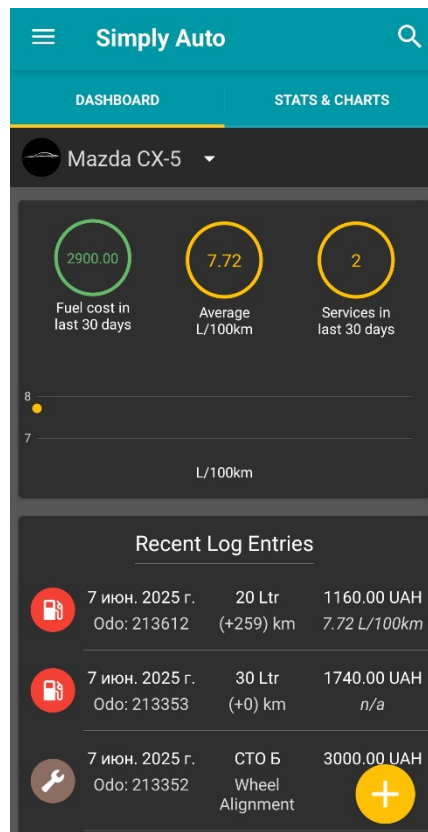 Simply Auto
DASHBOARD
STATS & CHARTS
Mazda CX-5
2900.00
Fuel cost in
last 30 days
7.72
Average
L/100km
2
Services in
last 30 days
8
7
L/100km
Recent Log Entries
7 июн. 2025 г. 20 Ltr 1160.00 UAH
Odo: 213612 (+259) km 7.72 L/100km
7 июн. 2025 г. 30 Ltr 1740.00 UAH
Odo: 213353 (+0) km n/a
7 июн. 2025 г. СТО Б 3000.00 UAH
Odo: 213352 Wheel
Alignment